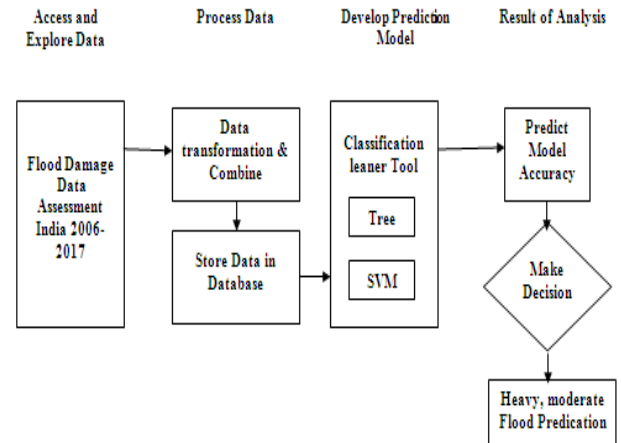 Access and
Explore Data
Process Data
Develop Prediction
Model
Result of Analysis
Flood Damage
Data
Assessment
India 2006-
2017
Data
transformation &
Combine
Store Data in
Database
Classification
leaner Tool
Tree
SVM
Predict
Model
Accuracy
Make
Decision
Heavy, moderate
Flood Predication